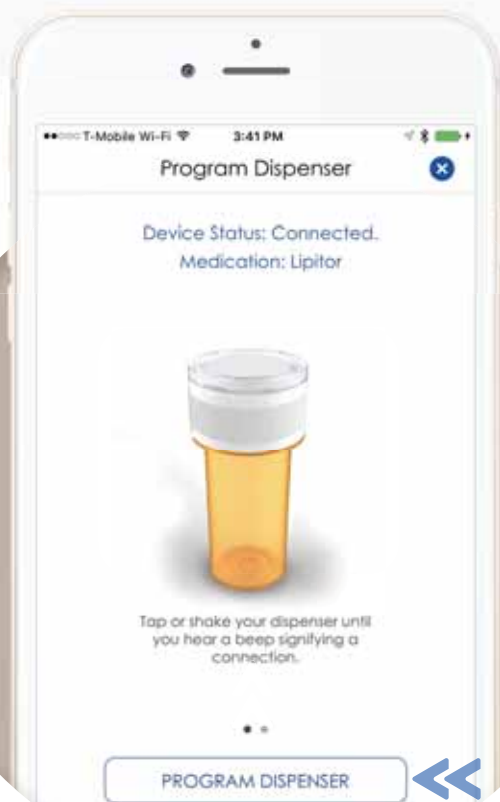 T-Mobile Wi-Fi 3:41 PM
Program Dispenser
Device Status: Connected.
Medication: Lipitor
Tap or shake your dispenser until
you hear a beep signifying a
connection.
PROGRAM DISPENSER